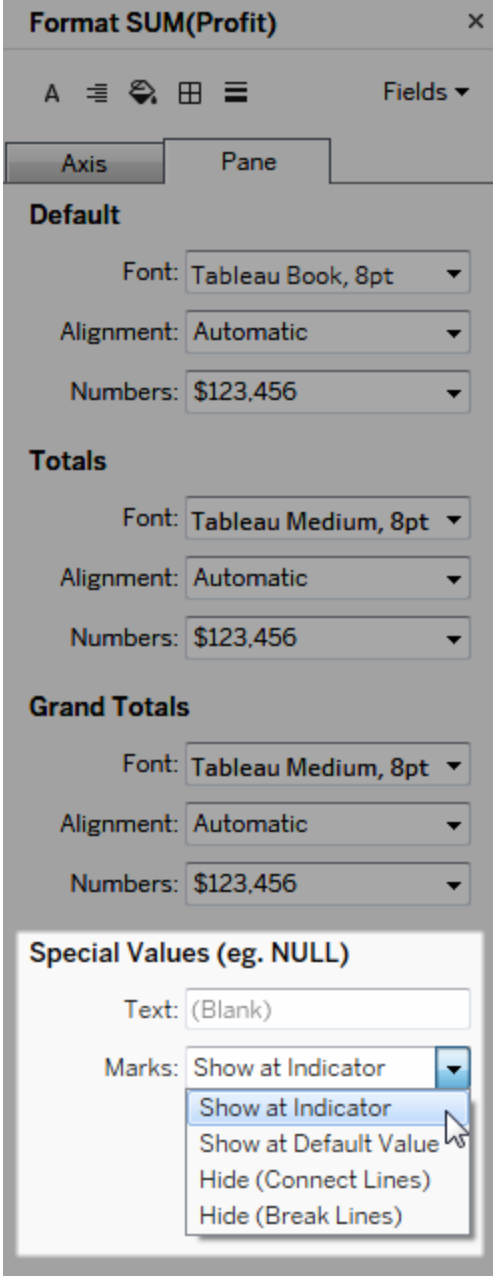 Format SUM(Profit) ×
A Fields
Axis Pane
Default
Font: Tableau Book, 8pt
Alignment: Automatic
Numbers: $123,456
Totals
Font: Tableau Medium, 8pt
Alignment: Automatic
Numbers: $123,456
Grand Totals
Font: Tableau Medium, 8pt
Alignment: Automatic
Numbers: $123,456
Special Values (eg. NULL)
Text: (Blank)
Marks: Show at Indicator
Show at Indicator
Show at Default Value
Hide (Connect Lines)
Hide (Break Lines)